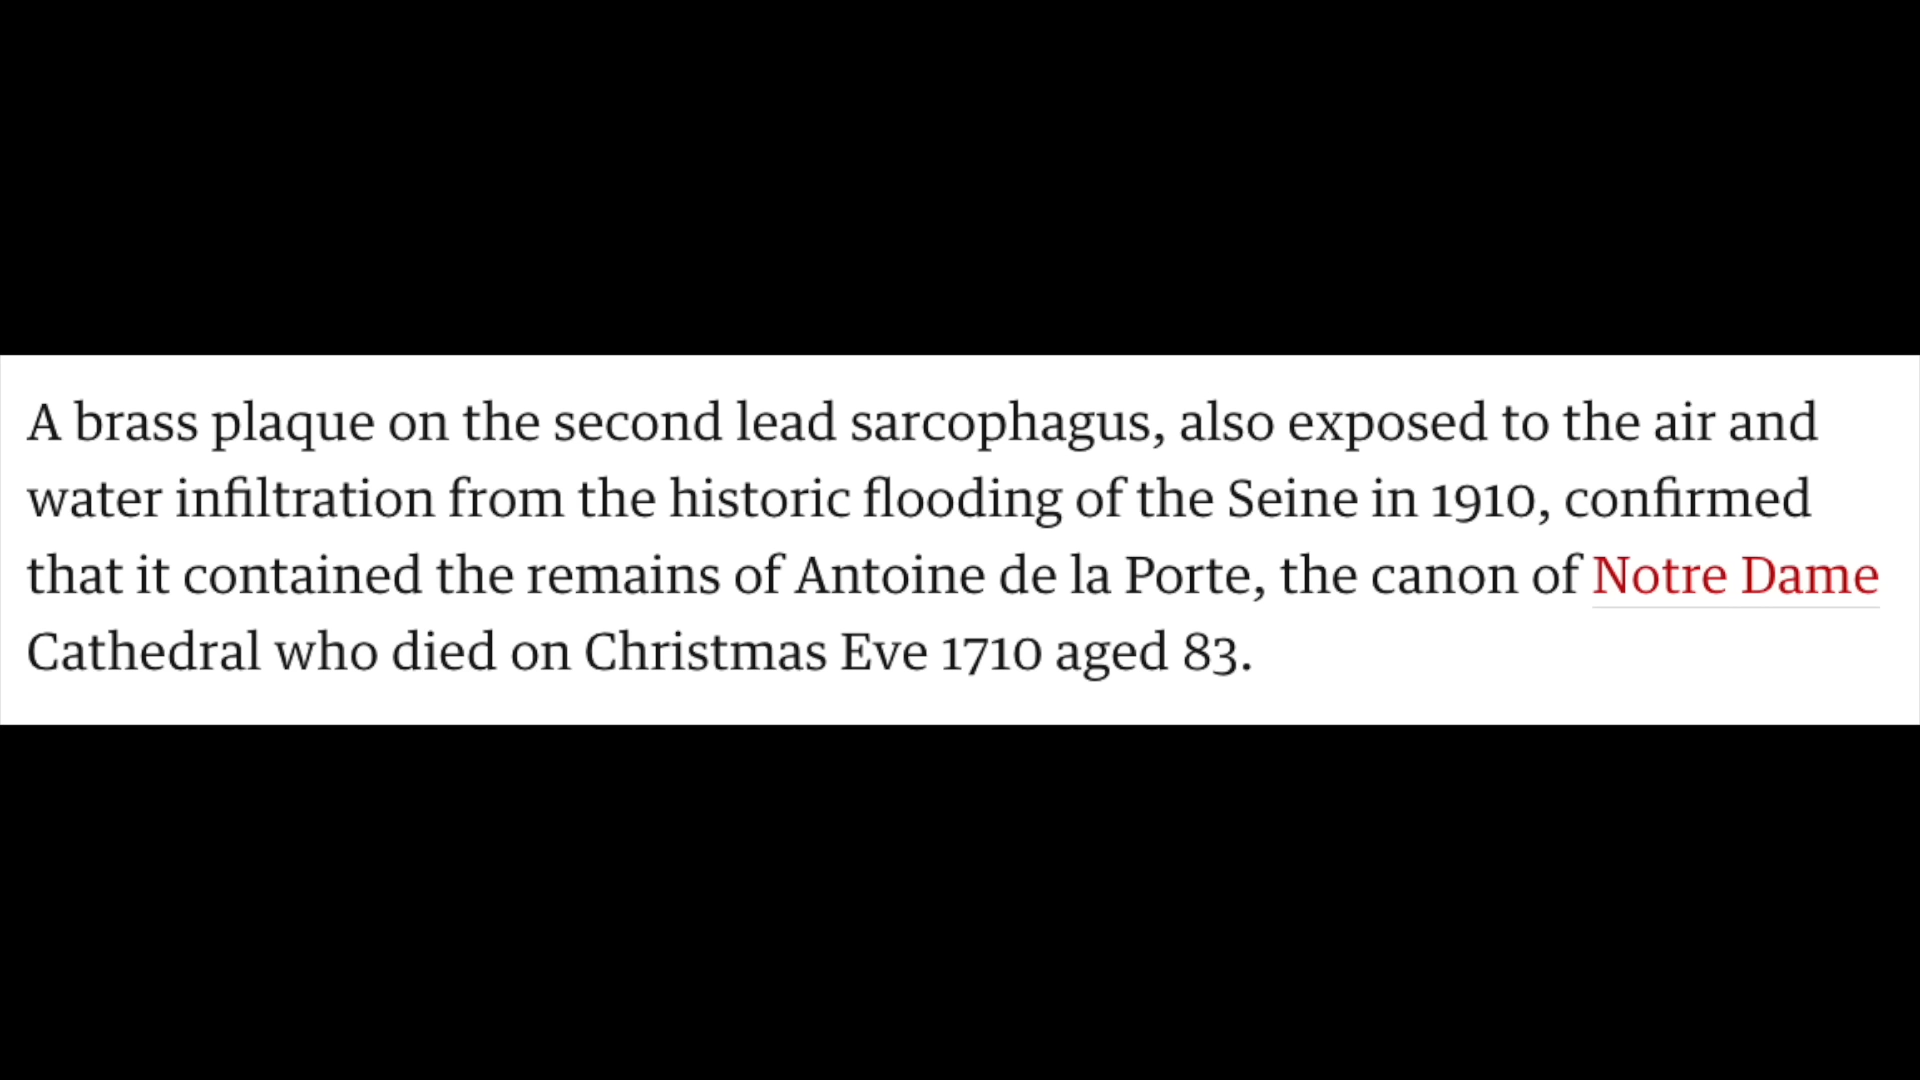 A brass plaque on the second lead sarcophagus, also exposed to the air and
water infiltration from the historic flooding of the Seine in 1910, confirmed
that it contained the remains of Antoine de la Porte, the canon of Notre Dame
Cathedral who died on Christmas Eve 1710 aged 83.